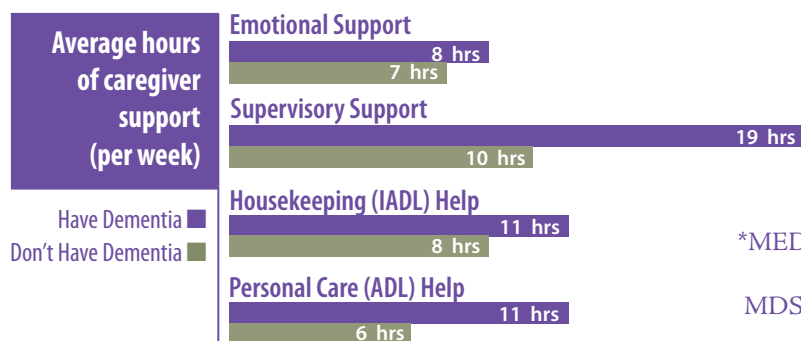 Average hours
of caregiver
support
(per week)
Have Dementia
Don't Have Dementia
Emotional Support
8 hrs
7 hrs
Supervisory Support
19 hrs
10 hrs
Housekeeping (IADL) Help
11 hrs
8 hrs
Personal Care (ADL) Help
11 hrs
6 hrs
*MED
MDS